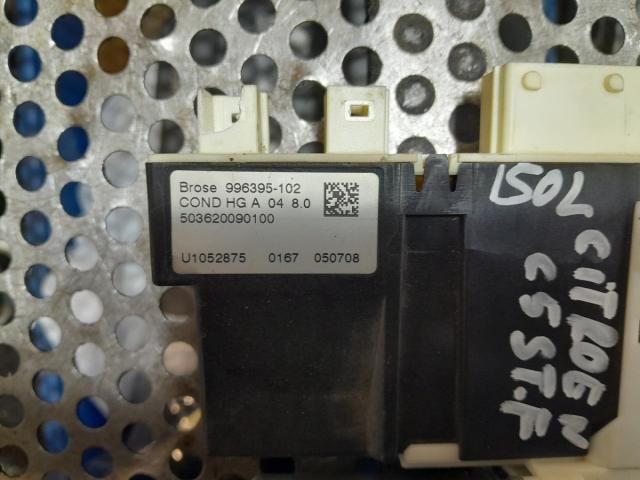 Brose 996395-102
COND HG A 04 8.0
503620090100
U1052875 0167 050708
150L
CITROEN
C5 ST.F